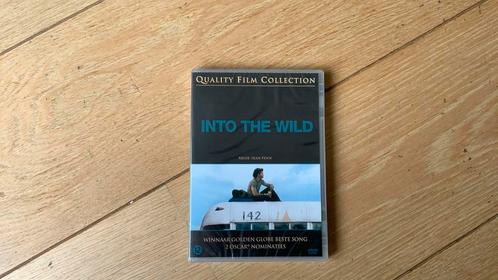 QUALITY FILM COLLECTION
INTO THE WILD
REGIE SEAN PENN
142
WINNAAR GOLDEN GLOBE BESTE SONG
2 OSCAR® NOMINATIES